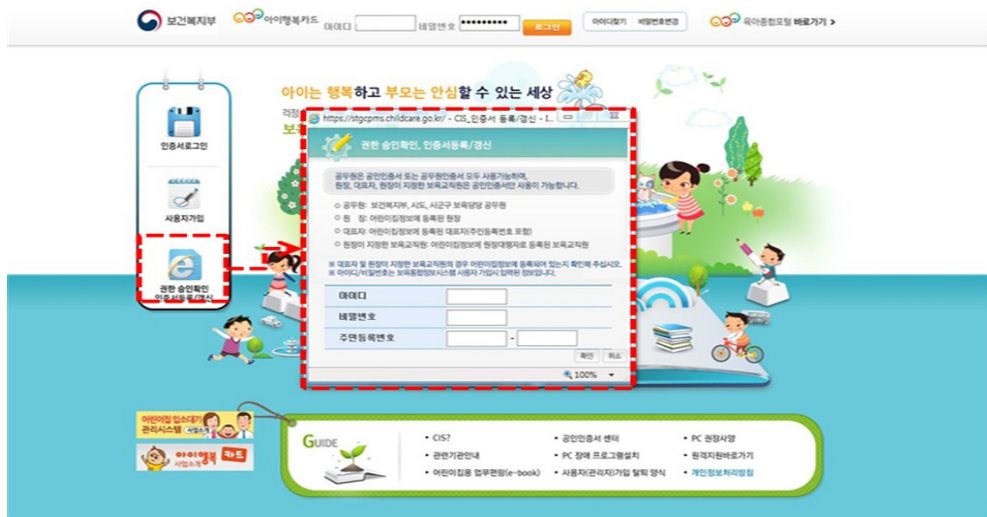 보건복지부
아이행복카드
아이디
비밀번호 •••••••••
로그인
아이디찾기 | 비밀번호변경
육아종합포털 바로가기 >
인증서로그인
사용자가입
권한 승인확인
인증서등록/갱신
아이는 행복하고 부모는 안심할 수 있는 세상
걱정
보
https://stgcpms.childcare.go.kr/ - CIS_인증서 등록/갱신 - I...
권한 승인확인, 인증서등록/갱신
공무원은 공인인증서 또는 공무원인증서 모두 사용가능하며,
원장, 대표자, 원장이 지정한 보육교직원은 공인인증서만 사용이 가능합니다.
○ 공무원: 보건복지부, 시도, 시군구 보육담당 공무원
○ 원 장: 어린이집정보에 등록된 원장
○ 대표자: 어린이집정보에 등록된 대표자(주민등록번호 포함)
○ 원장이 지정한 보육교직원: 어린이집정보에 원장대행자로 등록된 보육교직원
※ 대표자 및 원장이 지정한 보육교직원의 경우 어린이집정보에 등록되어 있는지 확인해 주십시오.
※ 아이디/비밀번호는 보육통합정보시스템 사용자 가입시 입력된 정보입니다.
아이디
비밀번호
주민등록번호 -
확인 취소
100%
어린이집 입소대기
관리시스템 사업소개
아이행복 카드
사업소개
GUIDE
• CIS?
• 관련기관안내
• 어린이집용 업무편람(e-book)
• 공인인증서 센터
• PC 장애 프로그램설치
• 사용자(관리자)가입 탈퇴 양식
• PC 권장사양
• 원격지원바로가기
• 개인정보처리방침